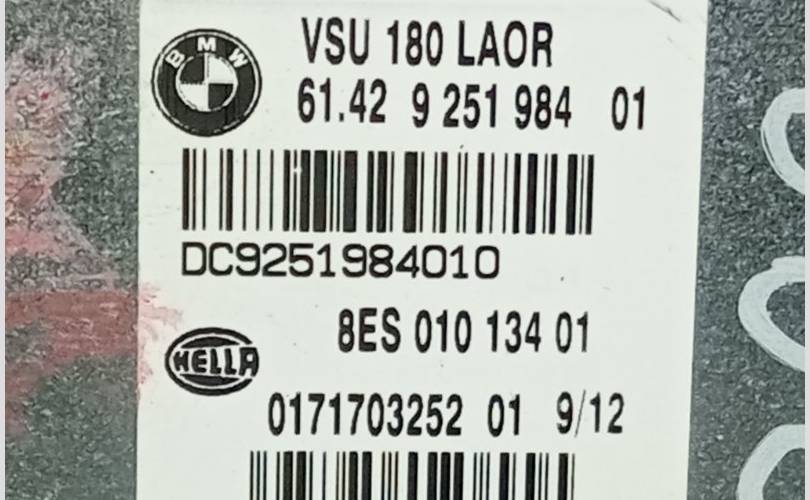 BMW
VSU 180 LAOR
61.42 9 251 984 01
DC9251984010
8ES 010 134 01
HELLA
0171703252 01 9/12